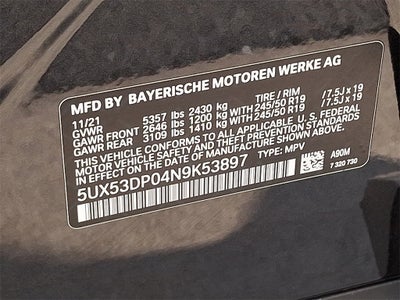 MFD BY BAYERISCHE MOTOREN WERKE AG
11/21 TIRE / RIM
GVWR 5357 lbs 2430 kg
GAWR FRONT 2646 lbs 1200 kg 245/50 R19 / 7.5J x 19
GAWR REAR 3109 lbs 1410 kg 245/50 R19 / 7.5J x 19
THIS VEHICLE CONFORMS TO ALL APPLICABLE U.S. FEDERAL
MOTOR VEHICLE SAFETY AND THEFT PREVENTION STANDARDS
IN EFFECT ON THE DATE OF MANUFACTURE SHOWN ABOVE.
5UX53DP04N9K53897 TYPE: MPV
A90M
7 320 730